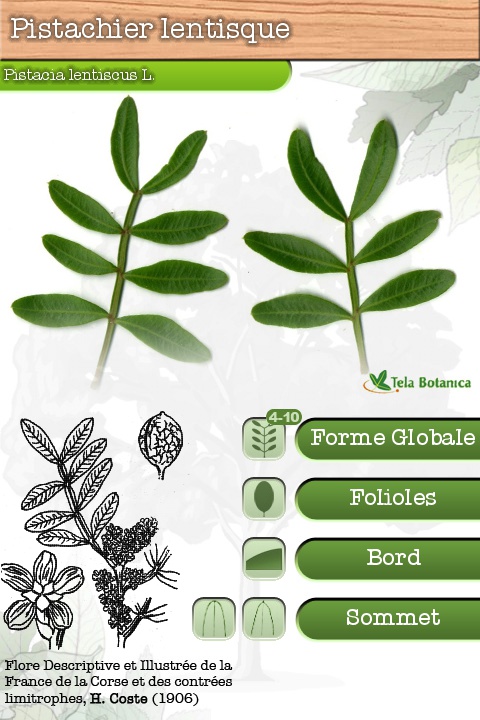 Pistachier lentisque
Pistacia lentiscus L.
Tela Botanica
4-10
Forme Globale
Folioles
Bord
Sommet
Flore Descriptive et Illustrée de la
France de la Corse et des contrées
limitrophes, H. Coste (1906)